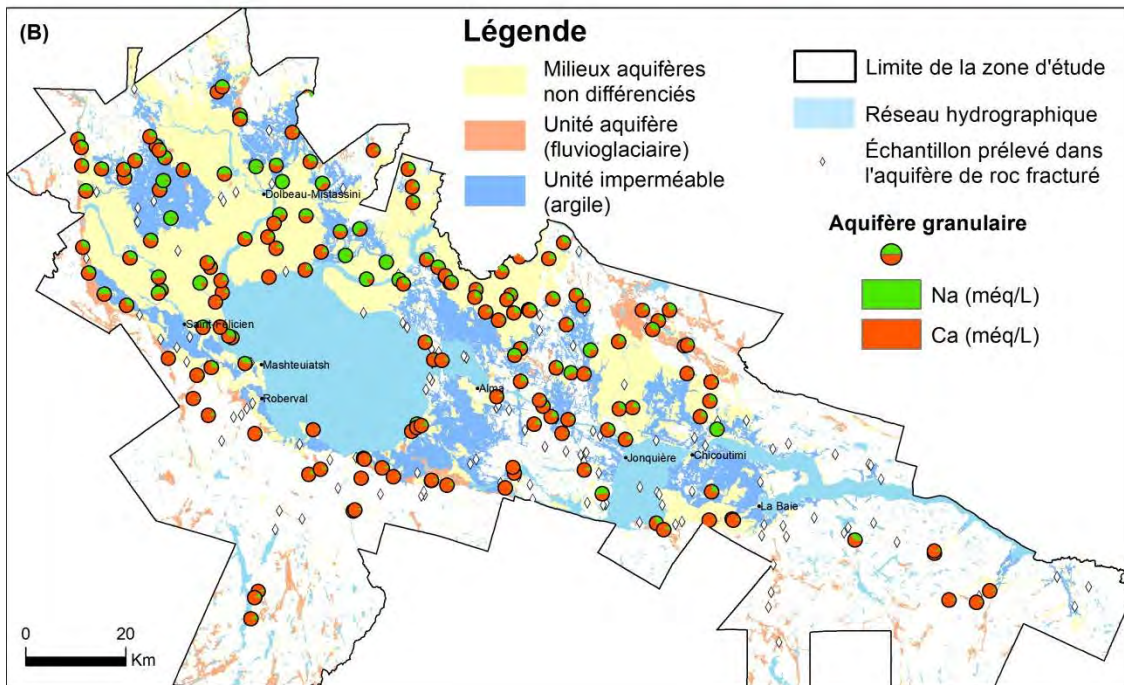 (B)
Légende
Milieux aquifères
non différenciés
Unité aquifère
(fluvioglaciaire)
Unité imperméable
(argile)
Limite de la zone d'étude
Réseau hydrographique
Échantillon prélevé dans
l'aquifère de roc fracturé
Aquifère granulaire
Na (méq/L)
Ca (méq/L)
Dolbeau-Mistassini
Saint-Félicien
Mashteuiatsh
Roberval
Alma
Jonquière
Chicoutimi
La Baie
0 20
Km